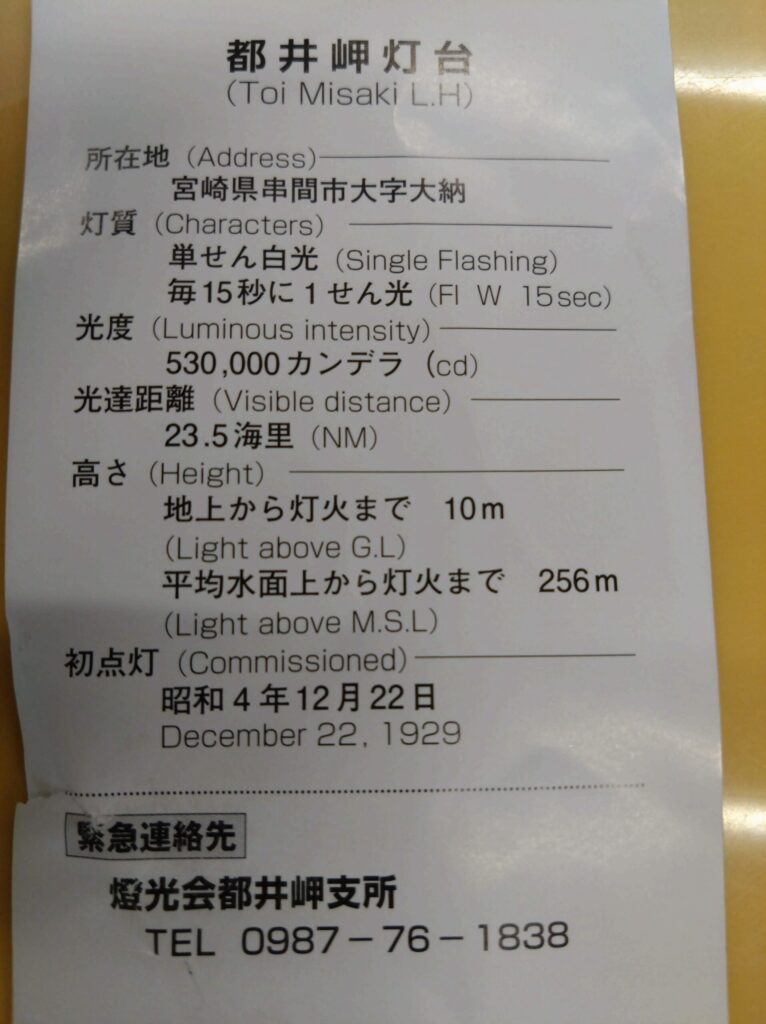 都井岬灯台
(Toi Misaki L.H)
所在地 (Address)
宮崎県串間市大字大納
灯質 (Characters)
単せん白光 (Single Flashing)
毎15秒に1せん光 (Fl W 15sec)
光度 (Luminous intensity)
530,000カンデラ (cd)
光達距離 (Visible distance)
23.5海里 (NM)
高さ (Height)
地上から灯火まで 10m
(Light above G.L)
平均水面上から灯火まで 256m
(Light above M.S.L)
初点灯 (Commissioned)
昭和4年12月22日
December 22, 1929
緊急連絡先
燈光会都井岬支所
TEL 0987-76-1838